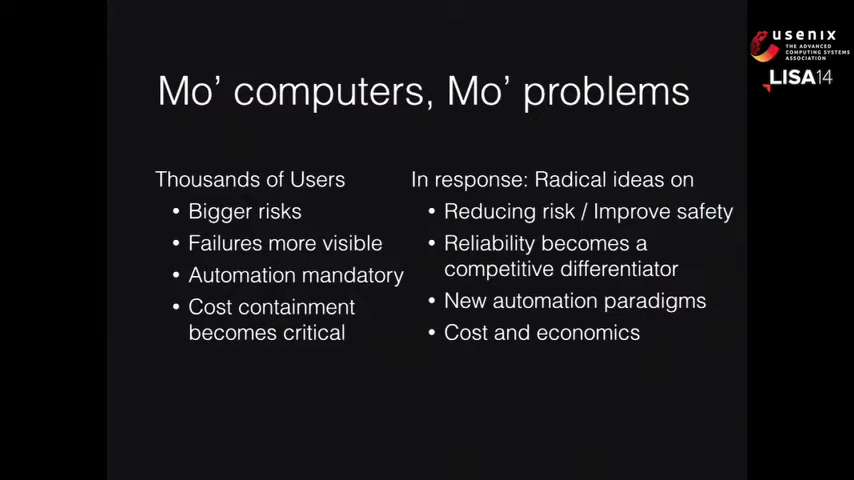 usenix
THE ADVANCED
COMPUTING SYSTEMS
ASSOCIATION
LISA14
Mo’ computers, Mo’ problems
Thousands of Users
• Bigger risks
• Failures more visible
• Automation mandatory
• Cost containment
becomes critical
In response: Radical ideas on
• Reducing risk / Improve safety
• Reliability becomes a
competitive differentiator
• New automation paradigms
• Cost and economics